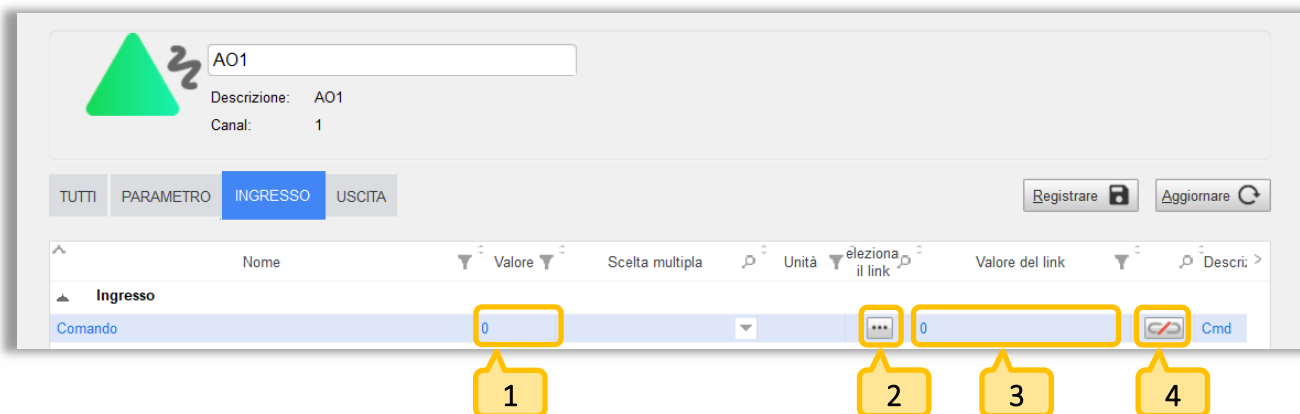 AO1
Descrizione: AO1
Canal: 1
TUTTI PARAMETRO INGRESSO USCITA Registrare Aggiornare
Nome Valore Scelta multipla Unità eleziona il link Valore del link Descri:
Ingresso
Comando 0 0 Cmd
1 2 3 4